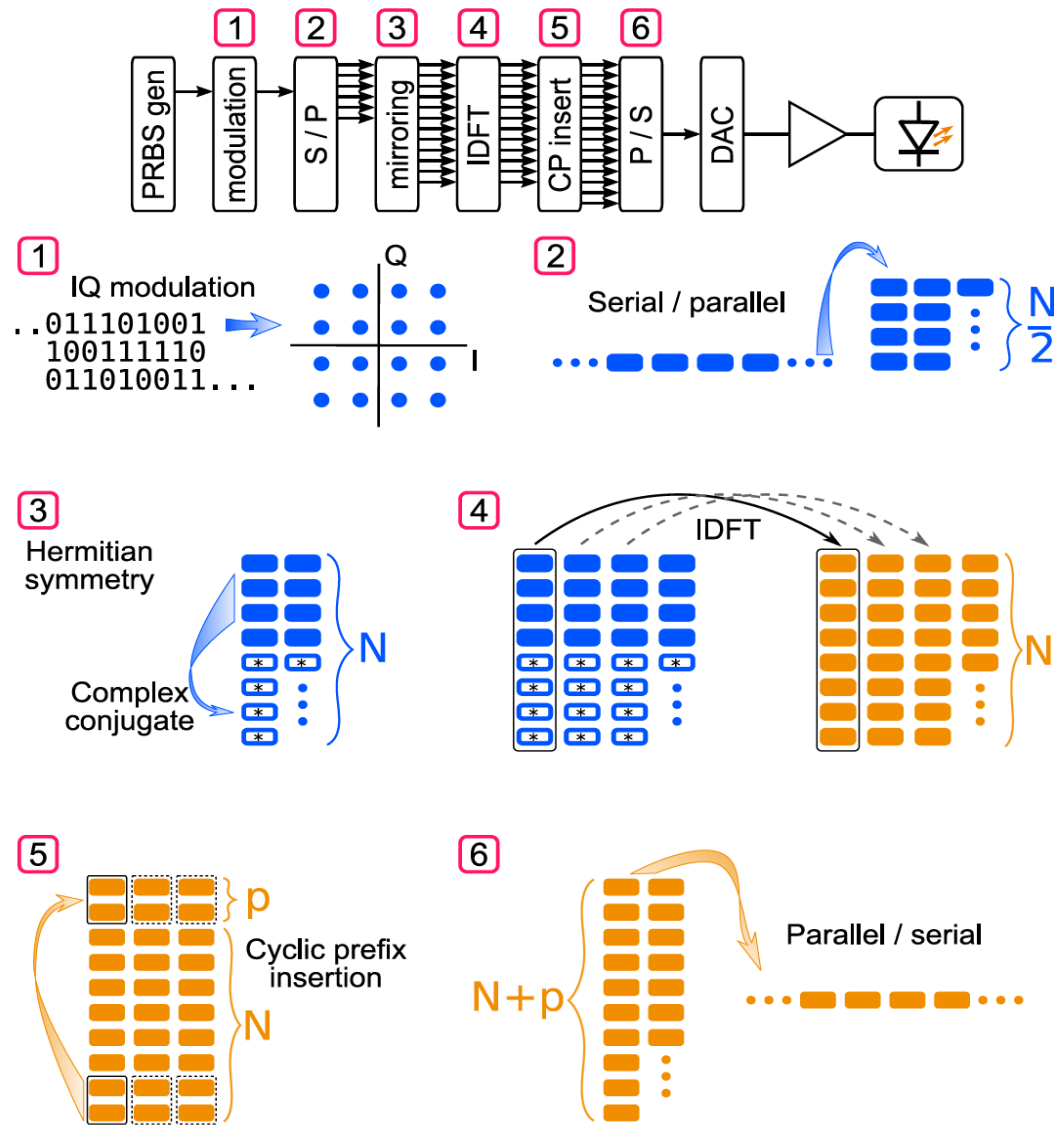 1
2
3
4
5
6
PRBS gen
modulation
S / P
mirroring
IDFT
CP insert
P / S
DAC
1
IQ modulation
..011101001
100111110
011010011...
Q
I
2
Serial / parallel
N
2
3
Hermitian
symmetry
Complex
conjugate
* *
*
*
*
N
4
IDFT
* * * *
* * *
* * *
* * *
N
5
p
Cyclic prefix
insertion
N
6
N+p
Parallel / serial